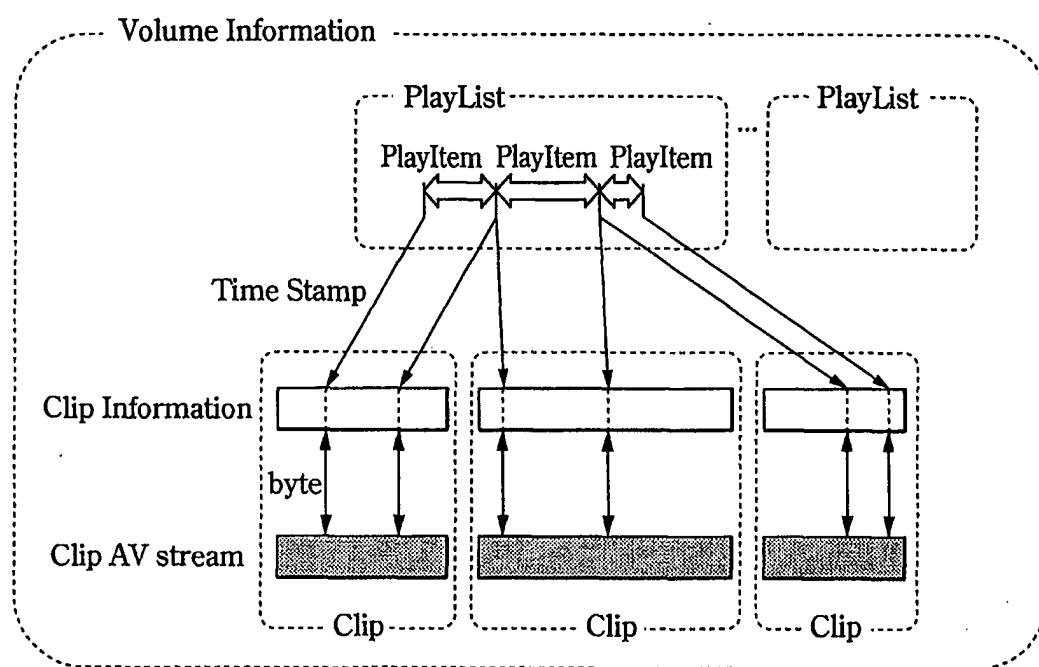 Volume Information
PlayList
PlayList
...
PlayItem PlayItem PlayItem
Time Stamp
Clip Information
byte
Clip AV stream
Clip
Clip
Clip